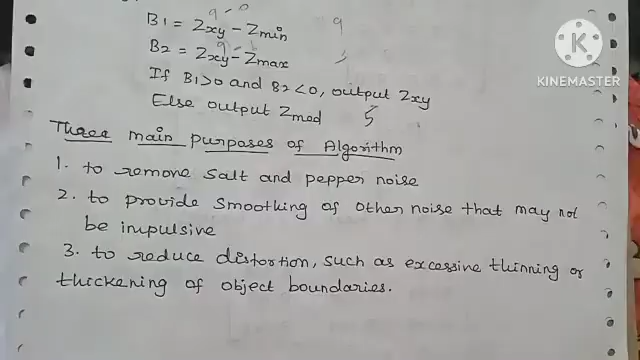 B1 = Zxy - Zmin
B2 = Zxy - Zmax
If B1>0 and B2<0, output Zxy
Else output Zmed 5
Three main purposes of Algorithm
1. to remove salt and pepper noise
2. to provide smoothing of other noise that may not
be impulsive
3. to reduce distortion, such as excessive thinning or
thickening of object boundaries.
KINEMASTER